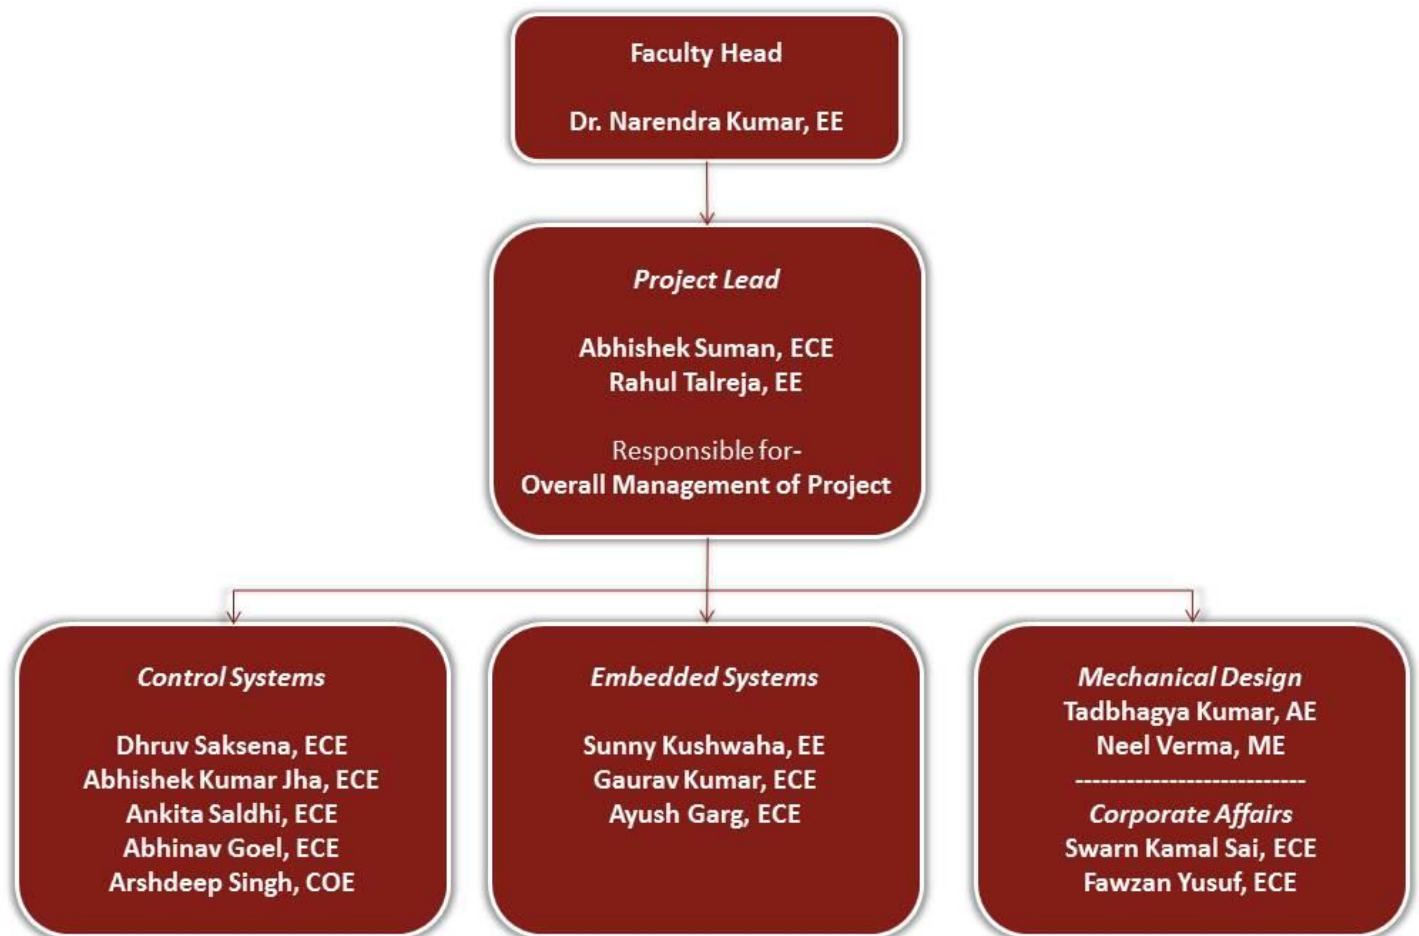 Faculty Head
Dr. Narendra Kumar, EE
Project Lead
Abhishek Suman, ECE
Rahul Talreja, EE
Responsible for-
Overall Management of Project
Control Systems
Dhruv Saksena, ECE
Abhishek Kumar Jha, ECE
Ankita Saldhi, ECE
Abhinav Goel, ECE
Arshdeep Singh, COE
Embedded Systems
Sunny Kushwaha, EE
Gaurav Kumar, ECE
Ayush Garg, ECE
Mechanical Design
Tadbhagya Kumar, AE
Neel Verma, ME
---------------------------
Corporate Affairs
Swarn Kamal Sai, ECE
Fawzan Yusuf, ECE